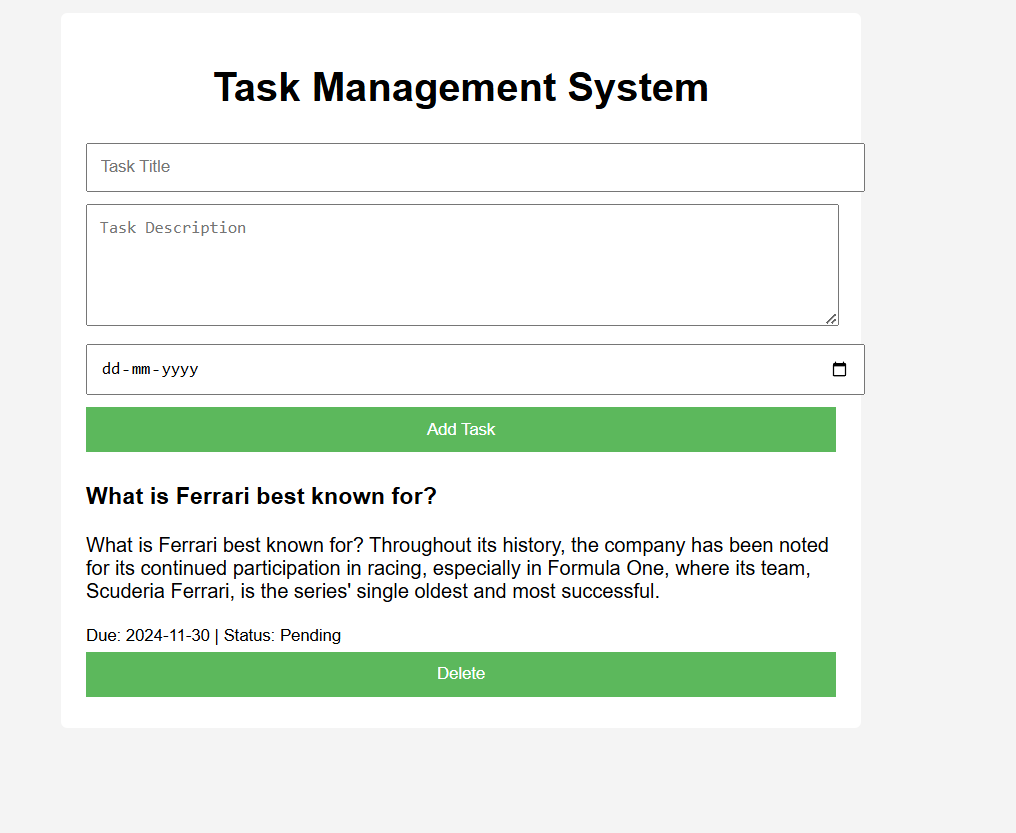 Task Management System
Task Title
Task Description
dd-mm-yyyy
Add Task
What is Ferrari best known for?
What is Ferrari best known for? Throughout its history, the company has been noted
for its continued participation in racing, especially in Formula One, where its team,
Scuderia Ferrari, is the series' single oldest and most successful.
Due: 2024-11-30 | Status: Pending
Delete